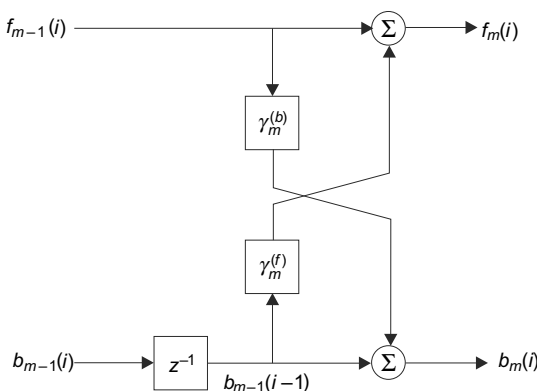 f_{m−1}(i)
Σ
f_m(i)
γ_m^{(b)}
γ_m^{(f)}
b_{m−1}(i)
z^{−1}
b_{m−1}(i−1)
Σ
b_m(i)